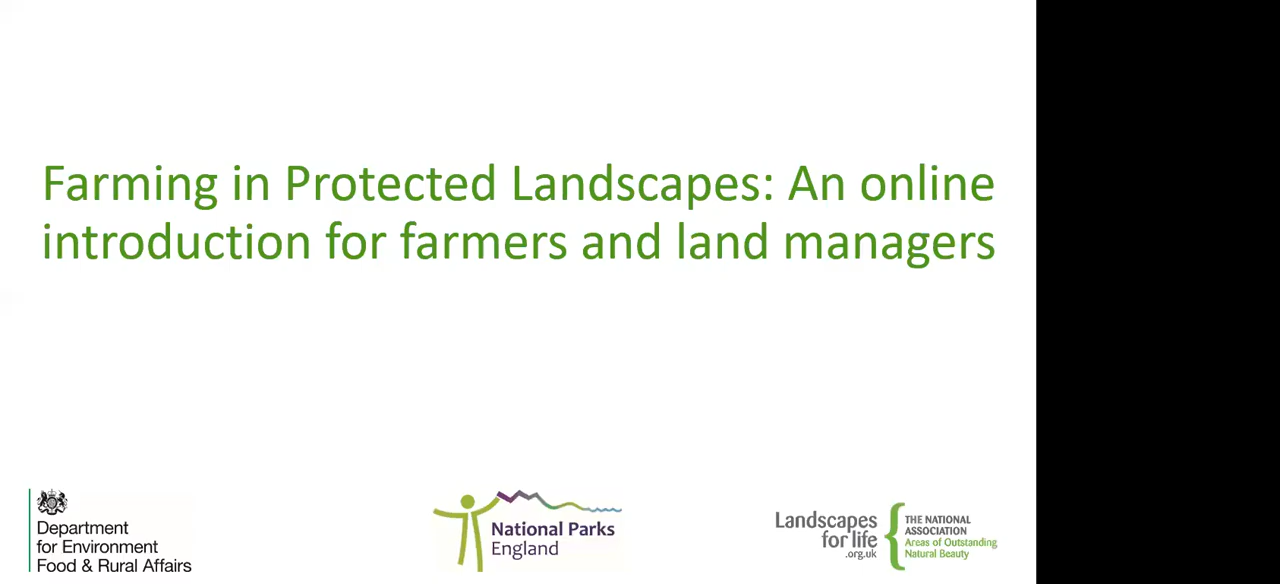 Farming in Protected Landscapes: An online
introduction for farmers and land managers
Department
for Environment
Food & Rural Affairs
National Parks
England
Landscapes
for life
.org.uk
THE NATIONAL
ASSOCIATION
Areas of Outstanding
Natural Beauty